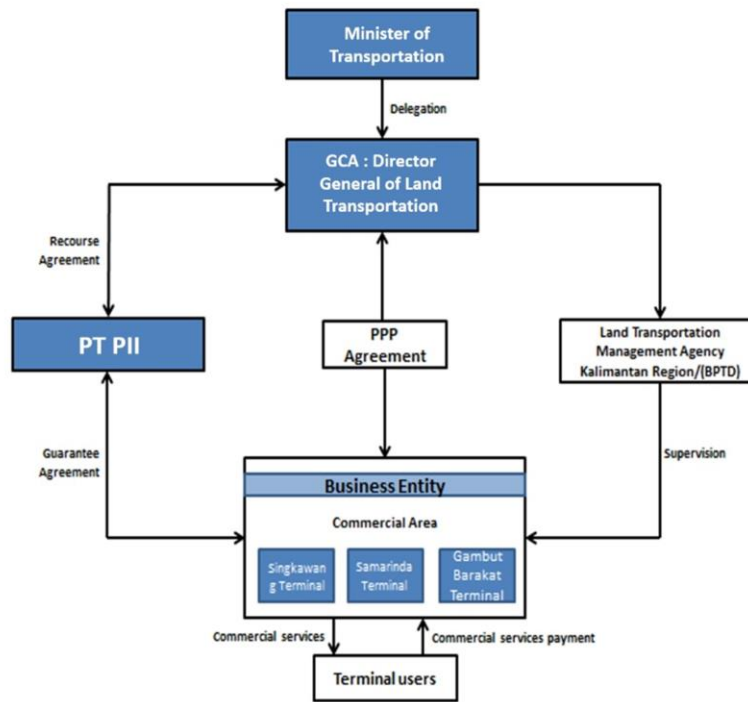 Minister of
Transportation
Delegation
GCA : Director
General of Land
Transportation
Recourse
Agreement
PT PII
PPP
Agreement
Land Transportation
Management Agency
Kalimantan Region/(BPTD)
Guarantee
Agreement
Supervision
Business Entity
Commercial Area
Singkawan
g Terminal
Samarinda
Terminal
Gambut
Barakat
Terminal
Commercial services
Commercial services payment
Terminal users